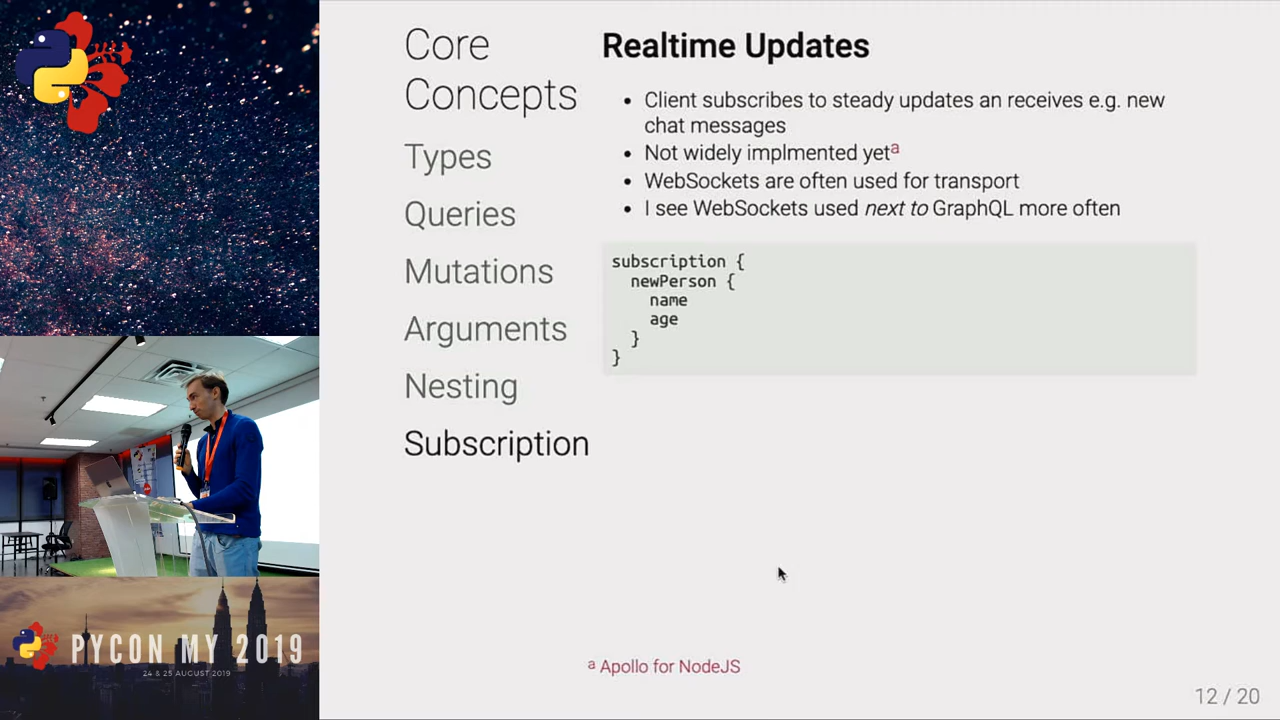 Core
Concepts
Types
Queries
Mutations
Arguments
Nesting
Subscription
Realtime Updates
• Client subscribes to steady updates an receives e.g. new
chat messages
• Not widely implmented yetª
• WebSockets are often used for transport
• I see WebSockets used next to GraphQL more often
subscription {
newPerson {
name
age
}
}
ª Apollo for NodeJS
12 / 20
PYCON MY 2019
24 & 25 AUGUST 2019